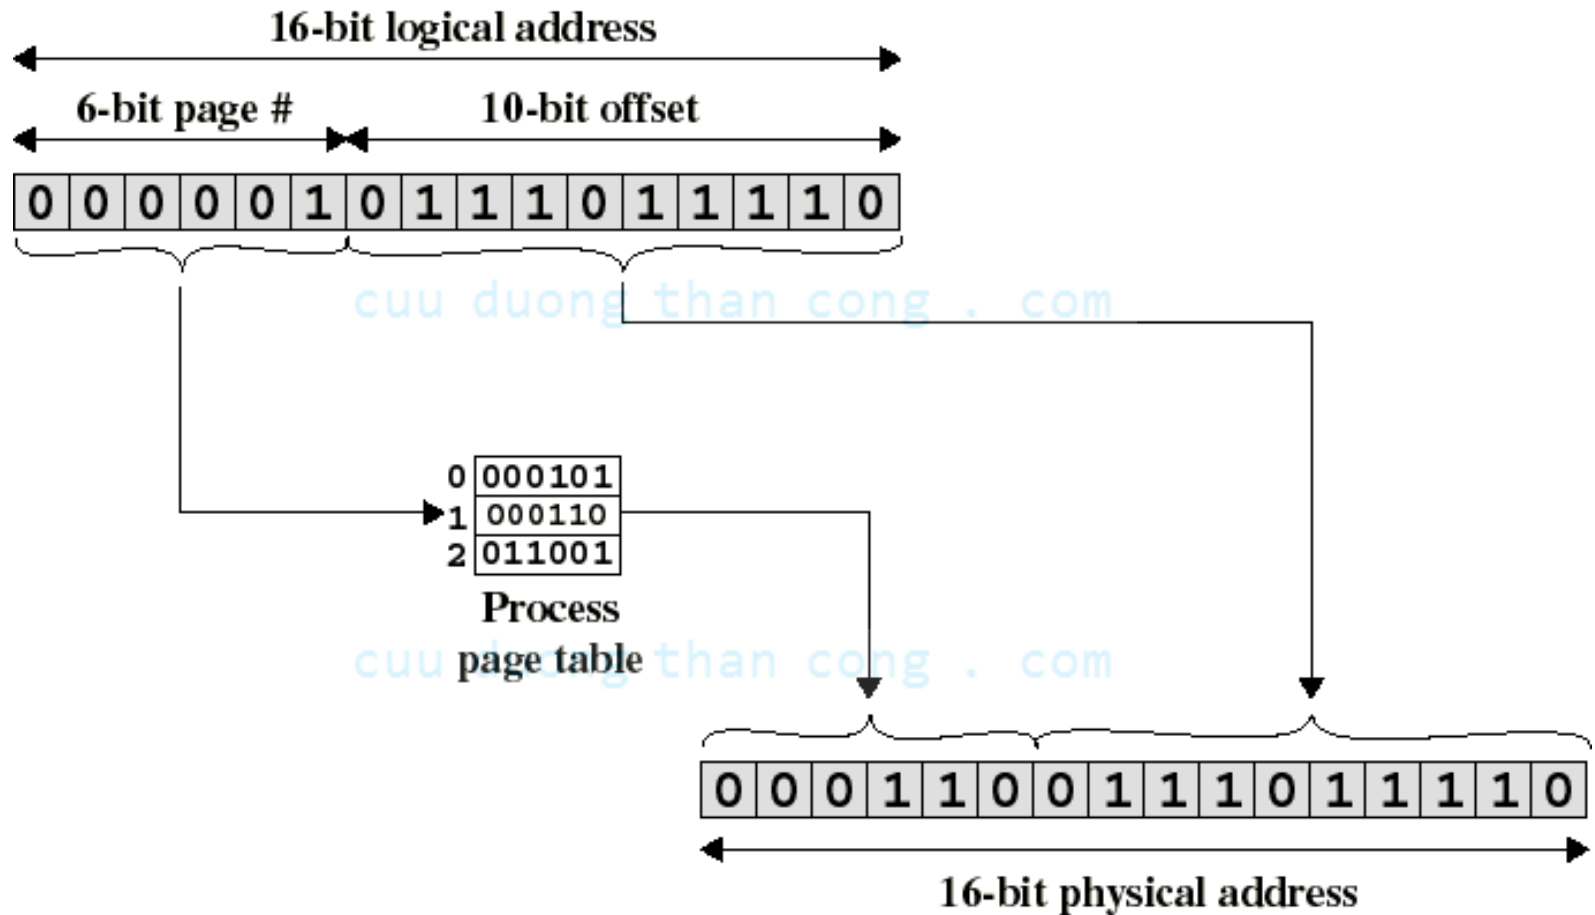 16-bit logical address
6-bit page # 10-bit offset
0 0 0 0 0 1 0 1 1 1 0 1 1 1 1 0
cuu duong than cong . com
0 000101
1 000110
2 011001
Process
page table
cuu duong than cong . com
0 0 0 1 1 0 0 1 1 1 0 1 1 1 1 0
16-bit physical address